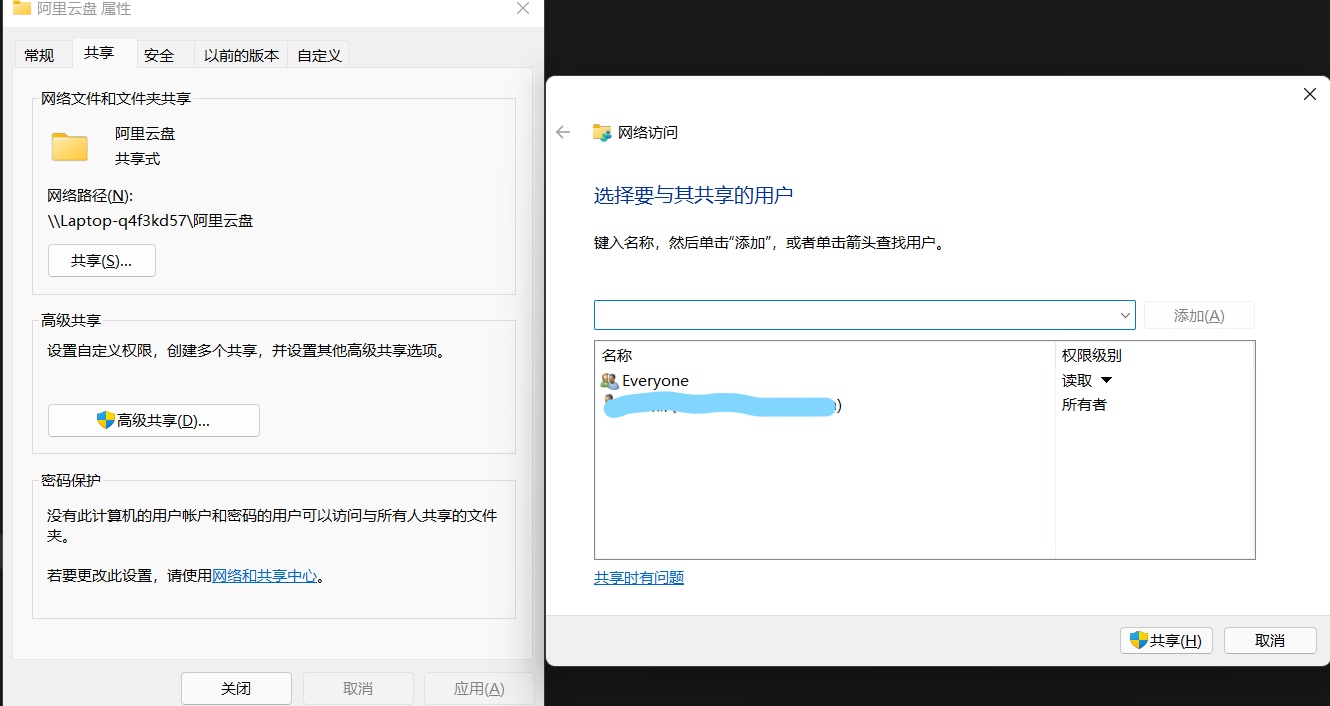 阿里云盘 属性
常规 共享 安全 以前的版本 自定义
网络文件和文件夹共享
阿里云盘
共享式
网络路径(N):
\\Laptop-q4f3kd57\阿里云盘
共享(S)...
高级共享
设置自定义权限，创建多个共享，并设置其他高级共享选项。
高级共享(D)...
密码保护
没有此计算机的用户帐户和密码的用户可以访问与所有人共享的文件
夹。
若要更改此设置，请使用网络和共享中心。
关闭 取消 应用(A)
网络访问
选择要与其共享的用户
键入名称，然后单击“添加”，或者单击箭头查找用户。
添加(A)
名称 权限级别
Everyone 读取
) 所有者
共享时有问题
共享(H) 取消